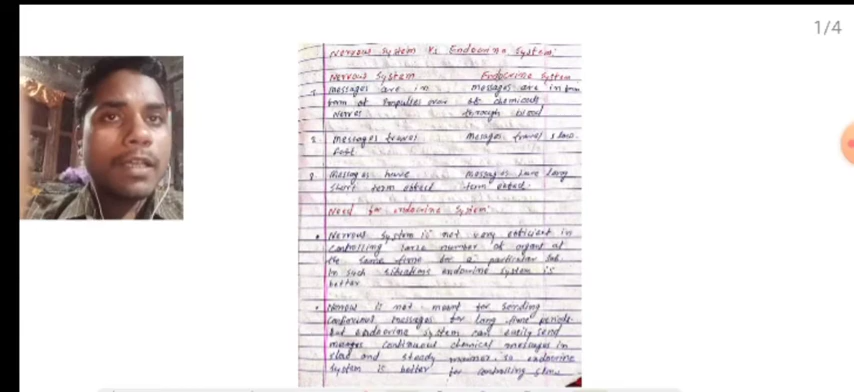 1/4
Nervous System Vs Endocrine System:
Nervous System Endocrine System
1. Messages are in messages are in form
form of Impulses over of chemicals
Nerves through blood
2. Messages travel Messages travel slow.
fast
3. Messages have Messages have long
short term effect term effect.
Need for endocrine System:
• Nervous System is not very efficient in
controlling large number of organs at
the same time for a particular Job.
In such situations endocrine system is
better
• Nervous is not meant for sending
continuous messages for long time periods
But endocrine system can easily send
continuous chemical messages in
slow and steady manner, so endocrine
system is better for controlling slow